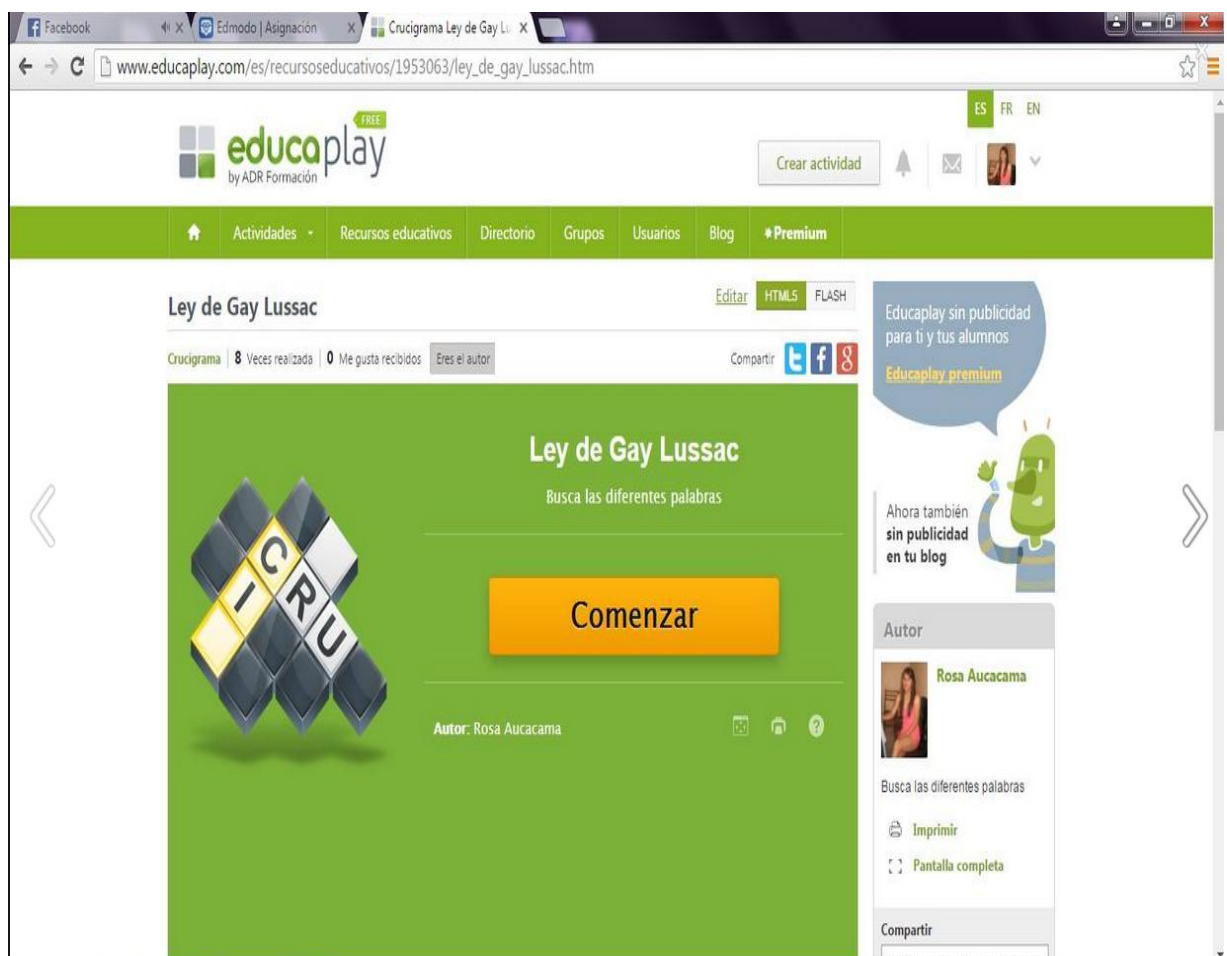 Facebook
Edmodo | Asignación
Crucigrama Ley de Gay Lu
www.educaplay.com/es/recursoseducativos/1953063/ley_de_gay_lussac.htm
ES FR EN
FREE
educaplay
by ADR Formación
Crear actividad
Actividades
Recursos educativos
Directorio
Grupos
Usuarios
Blog
Premium
Ley de Gay Lussac
Editar HTML5 FLASH
Crucigrama 8 Veces realizada 0 Me gusta recibidos Eres el autor
Compartir
Educaplay sin publicidad
para ti y tus alumnos
Educaplay premium
Ley de Gay Lussac
Busca las diferentes palabras
CRU
I
Comenzar
Autor: Rosa Aucacama
Ahora también
sin publicidad
en tu blog
Autor
Rosa Aucacama
Busca las diferentes palabras
Imprimir
Pantalla completa
Compartir